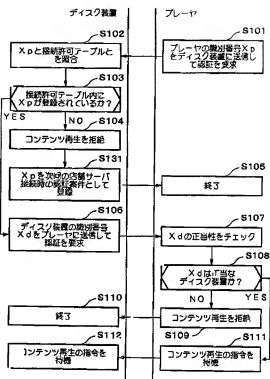 ディスク装置
プレーヤ
S101
プレーヤの識別番号Xp
をディスク装置に送信し
て認証を要求
S102
Xpと接続許可テーブルと
を照合
S103
接続許可テーブル内に
Xpが登録されているか?
YES
NO
S104
コンテンツ再生を拒絶
S131
Xpを次回の店舗サーバ
接続時の認証案件として
登録
S105
終了
S106
ディスク装置の識別番号
Xdをプレーヤに送信して
認証を要求
S107
Xdの正当性をチェック
S108
Xdは正当な
ディスク装置か?
NO
YES
S109
コンテンツ再生を拒絶
S110
終了
S111
コンテンツ再生の指令を
待機
S112
コンテンツ再生の指令を
待機